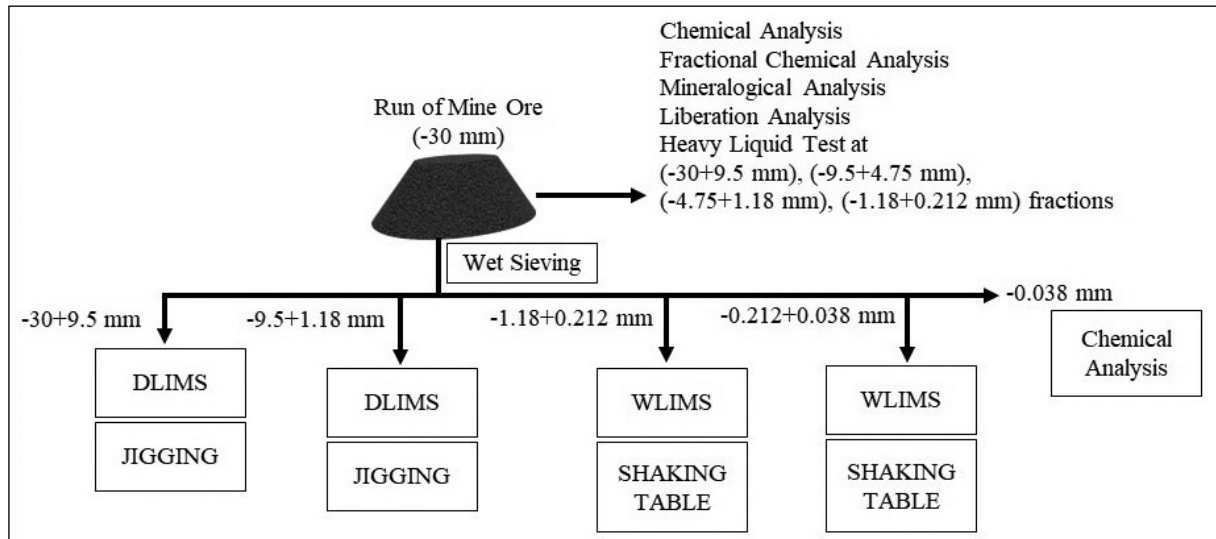 Chemical Analysis
Fractional Chemical Analysis
Mineralogical Analysis
Liberation Analysis
Heavy Liquid Test at
(-30+9.5 mm), (-9.5+4.75 mm),
(-4.75+1.18 mm), (-1.18+0.212 mm) fractions
Run of Mine Ore
(-30 mm)
Wet Sieving
-30+9.5 mm
-9.5+1.18 mm
-1.18+0.212 mm
-0.212+0.038 mm
-0.038 mm
DLIMS
JIGGING
DLIMS
JIGGING
WLIMS
SHAKING
TABLE
WLIMS
SHAKING
TABLE
Chemical
Analysis